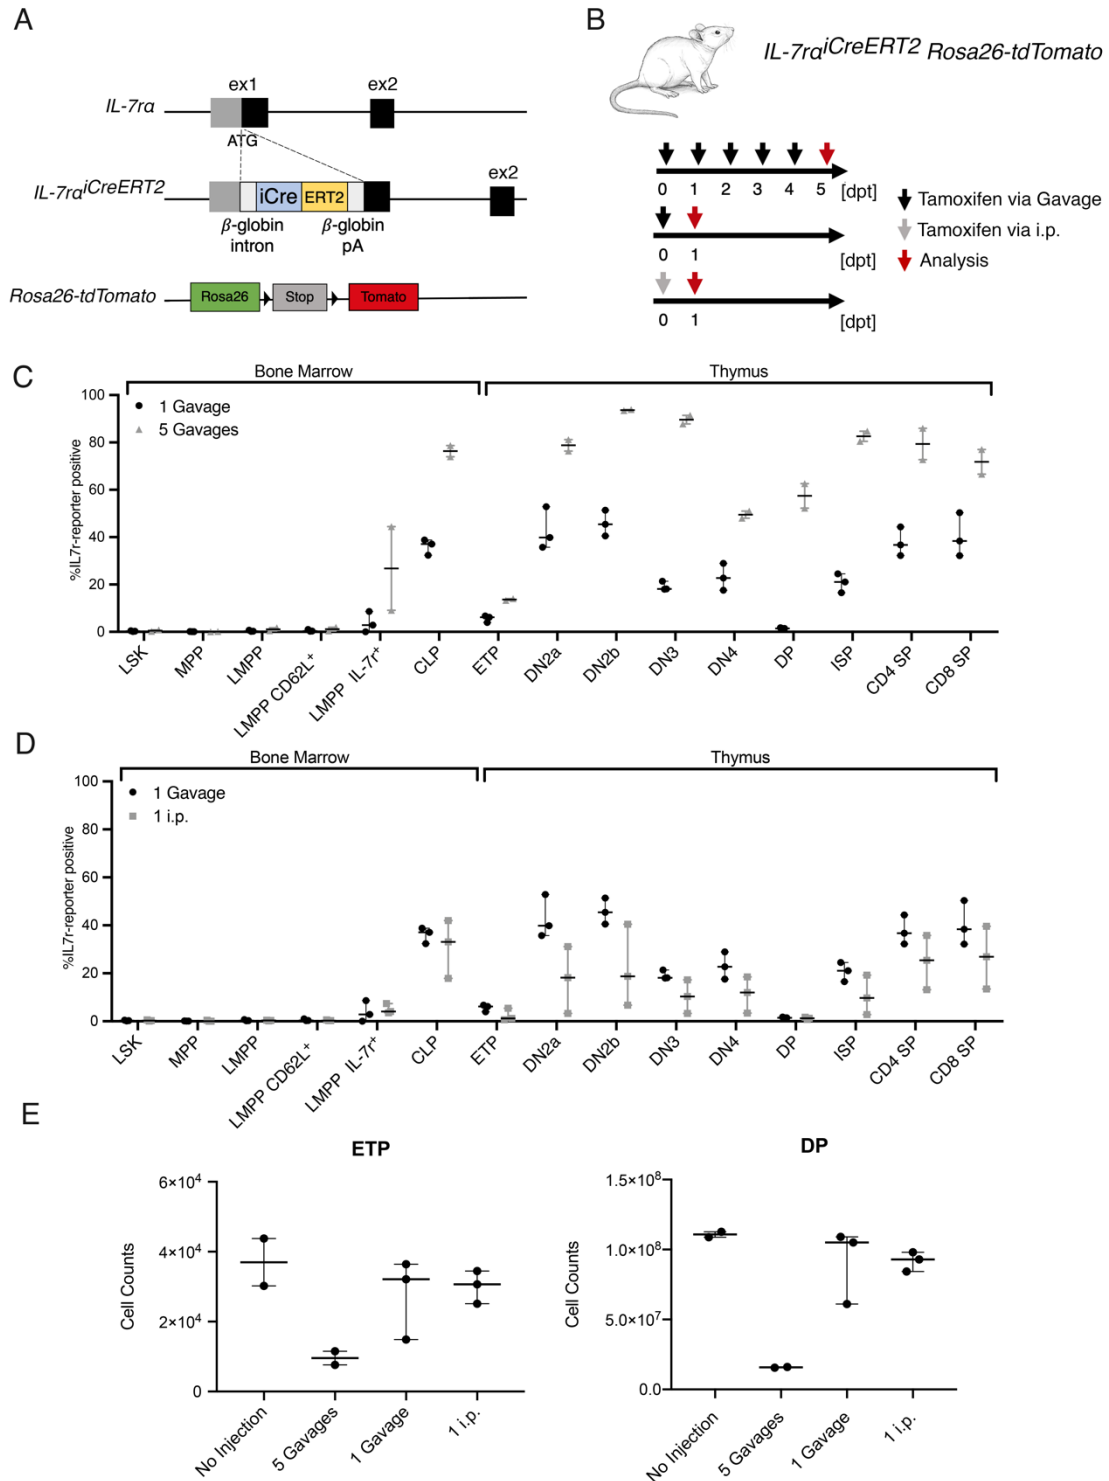 A
ex1
ex2
IL-7rα
ATG
IL-7rα^iCreERT2
iCre
ERT2
ex2
β-globin
intron
β-globin
pA
Rosa26-tdTomato
Rosa26
Stop
Tomato
B
IL-7rα^iCreERT2 Rosa26-tdTomato
0 1 2 3 4 5 [dpt]
0 1 [dpt]
0 1 [dpt]
Tamoxifen via Gavage
Tamoxifen via i.p.
Analysis
C
Bone Marrow
Thymus
1 Gavage
5 Gavages
%IL7r-reporter positive
100
80
60
40
20
0
LSK
MPP
LMPP
LMPP CD62L⁺
LMPP IL-7r⁺
CLP
ETP
DN2a
DN2b
DN3
DN4
DP
ISP
CD4 SP
CD8 SP
D
Bone Marrow
Thymus
1 Gavage
1 i.p.
%IL7r-reporter positive
100
80
60
40
20
0
LSK
MPP
LMPP
LMPP CD62L⁺
LMPP IL-7r⁺
CLP
ETP
DN2a
DN2b
DN3
DN4
DP
ISP
CD4 SP
CD8 SP
E
ETP
Cell Counts
6×10⁴
4×10⁴
2×10⁴
0
No Injection
5 Gavages
1 Gavage
1 i.p.
DP
Cell Counts
1.5×10⁸
1.0×10⁸
5.0×10⁷
0.0
No Injection
5 Gavages
1 Gavage
1 i.p.